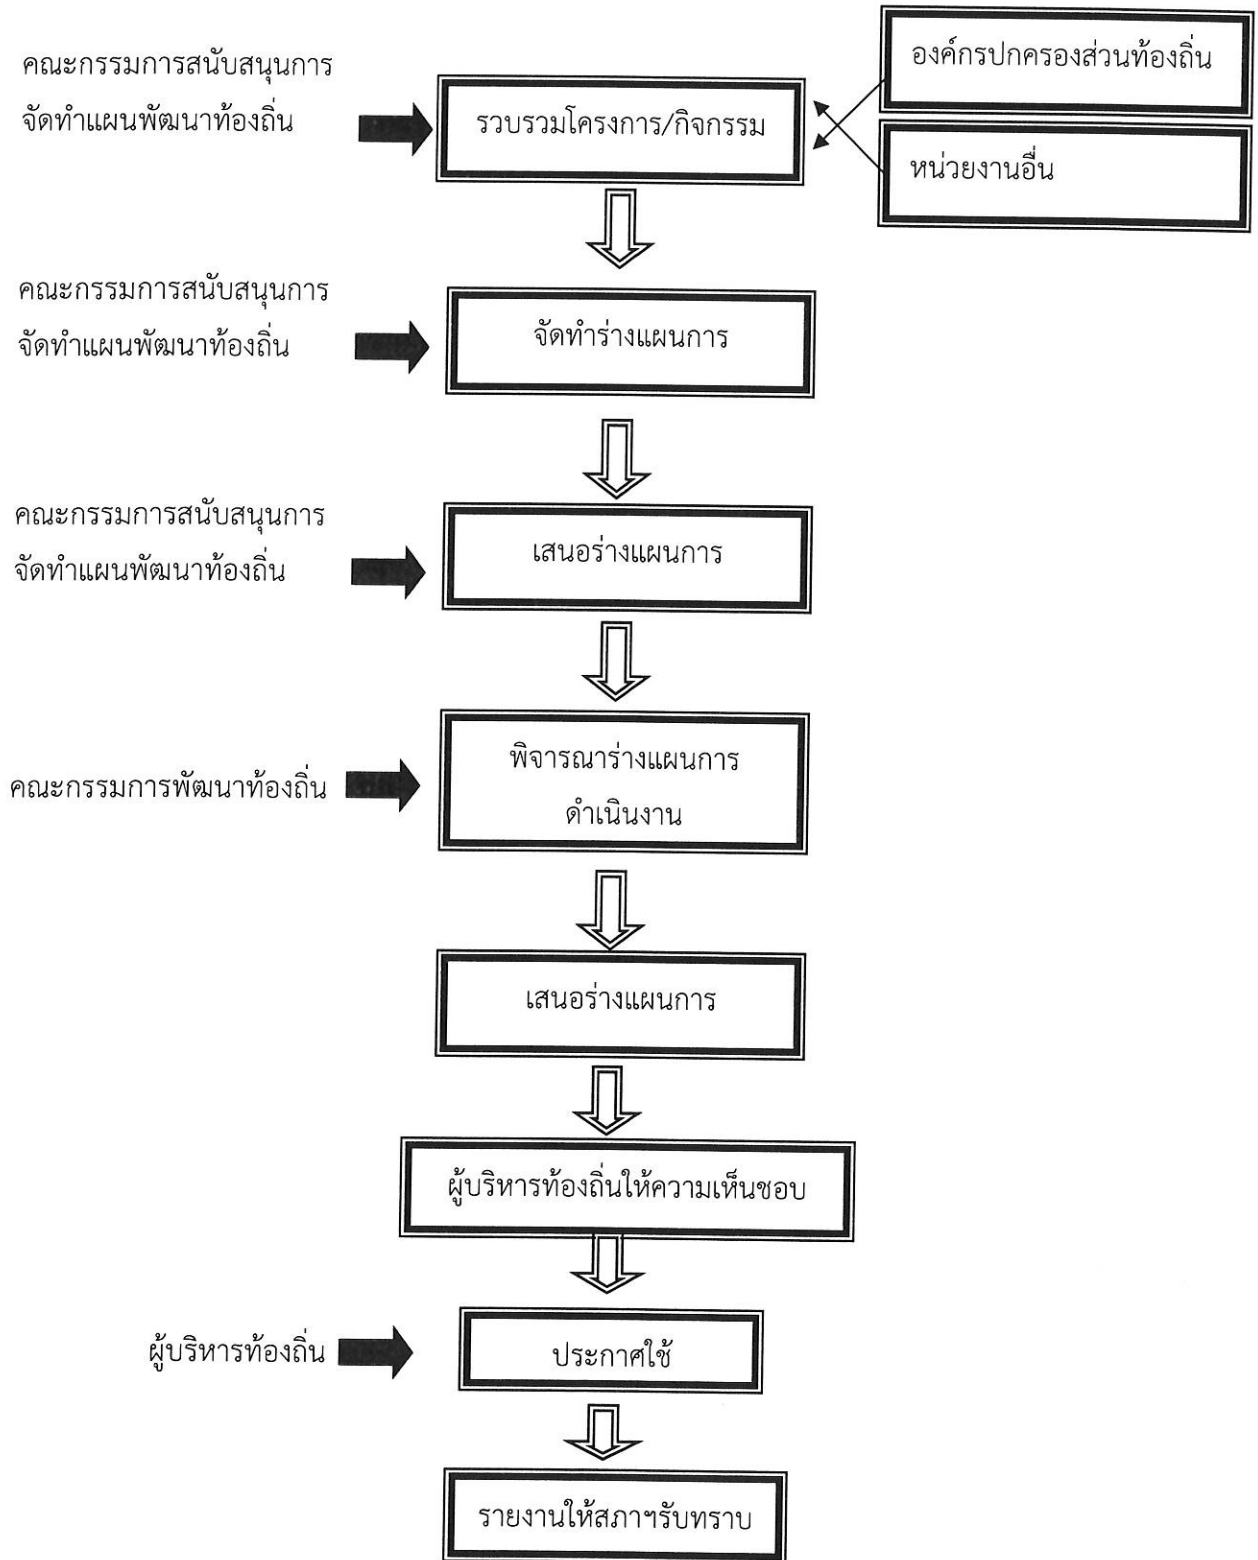 คณะกรรมการสนับสนุนการ
จัดทำแผนพัฒนาท้องถิ่น
รวบรวมโครงการ/กิจกรรม
องค์กรปกครองส่วนท้องถิ่น
หน่วยงานอื่น
คณะกรรมการสนับสนุนการ
จัดทำแผนพัฒนาท้องถิ่น
จัดทำร่างแผนการ
คณะกรรมการสนับสนุนการ
จัดทำแผนพัฒนาท้องถิ่น
เสนอร่างแผนการ
คณะกรรมการพัฒนาท้องถิ่น
พิจารณาร่างแผนการ
ดำเนินงาน
เสนอร่างแผนการ
ผู้บริหารท้องถิ่นให้ความเห็นชอบ
ผู้บริหารท้องถิ่น
ประกาศใช้
รายงานให้สภาฯรับทราบ